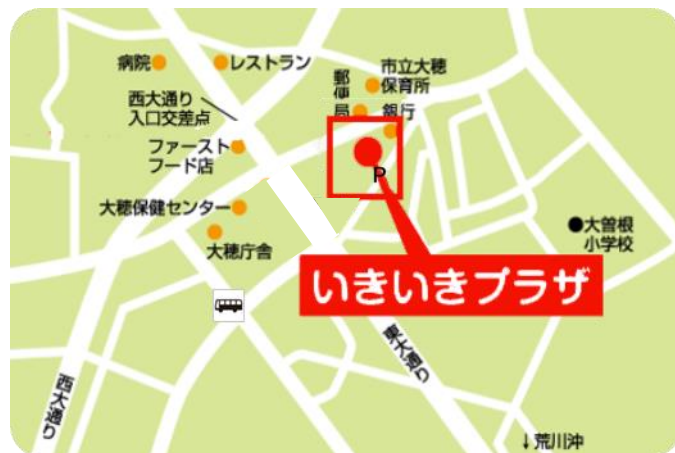 病院
レストラン
郵便局
市立大穂
保育所
銀行
西大通り
入口交差点
ファースト
フード店
P
大穂保健センター
大穂庁舎
大曽根
小学校
いきいきプラザ
東大通り
西大通り
↓荒川沖